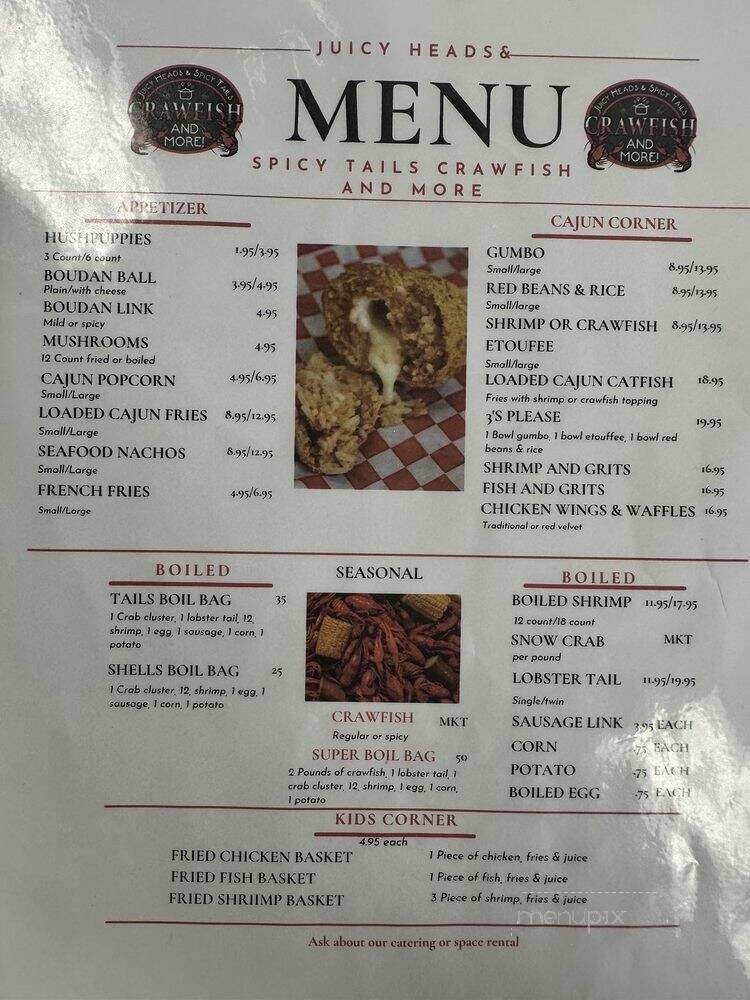 JUICY HEADS&
JUICY HEADS & SPICY TAILS
CRAWFISH
AND
MORE!
MENU
JUICY HEADS & SPICY TAILS
CRAWFISH
AND
MORE!
SPICY TAILS CRAWFISH
AND MORE
APPETIZER
HUSHPUPPIES 1.95/3.95
3 Count/6 count
BOUDAN BALL 3.95/4.95
Plain/with cheese
BOUDAN LINK 4.95
Mild or spicy
MUSHROOMS 4.95
12 Count fried or boiled
CAJUN POPCORN 4.95/6.95
Small/Large
LOADED CAJUN FRIES 8.95/12.95
Small/Large
SEAFOOD NACHOS 8.95/12.95
Small/Large
FRENCH FRIES 4.95/6.95
Small/Large
CAJUN CORNER
GUMBO 8.95/13.95
Small/large
RED BEANS & RICE 8.95/13.95
Small/large
SHRIMP OR CRAWFISH 8.95/13.95
ETOUFEE
Small/large
LOADED CAJUN CATFISH 18.95
Fries with shrimp or crawfish topping
3'S PLEASE 19.95
1 Bowl gumbo, 1 bowl etouffee, 1 bowl red
beans & rice
SHRIMP AND GRITS 16.95
FISH AND GRITS 16.95
CHICKEN WINGS & WAFFLES 16.95
Traditional or red velvet
BOILED
TAILS BOIL BAG 35
1 Crab cluster, 1 lobster tail, 12,
shrimp, 1 egg, 1 sausage, 1 corn, 1
potato
SHELLS BOIL BAG 25
1 Crab cluster, 12, shrimp, 1 egg, 1
sausage, 1 corn, 1 potato
SEASONAL
CRAWFISH MKT
Regular or spicy
SUPER BOIL BAG 50
2 Pounds of crawfish, 1 lobster tail, 1
crab cluster, 12, shrimp, 1 egg, 1 corn,
1 potato
BOILED
BOILED SHRIMP 11.95/17.95
12 count/18 count
SNOW CRAB MKT
per pound
LOBSTER TAIL 11.95/19.95
Single/twin
SAUSAGE LINK 3.95 EACH
CORN .75 EACH
POTATO .75 EACH
BOILED EGG .75 EACH
KIDS CORNER
4.95 each
FRIED CHICKEN BASKET 1 Piece of chicken, fries & juice
FRIED FISH BASKET 1 Piece of fish, fries & juice
FRIED SHRIIMP BASKET 3 Piece of shrimp, fries & juice
menupix
Ask about our catering or space rental